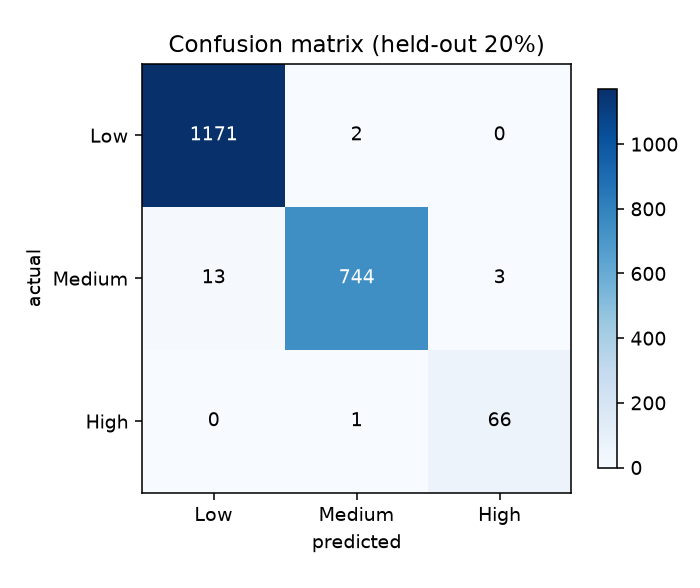 Confusion matrix (held-out 20%)
Low 1171 2 0
1000
800
actual
Medium 13 744 3
600
400
200
High 0 1 66
0
Low Medium High
predicted